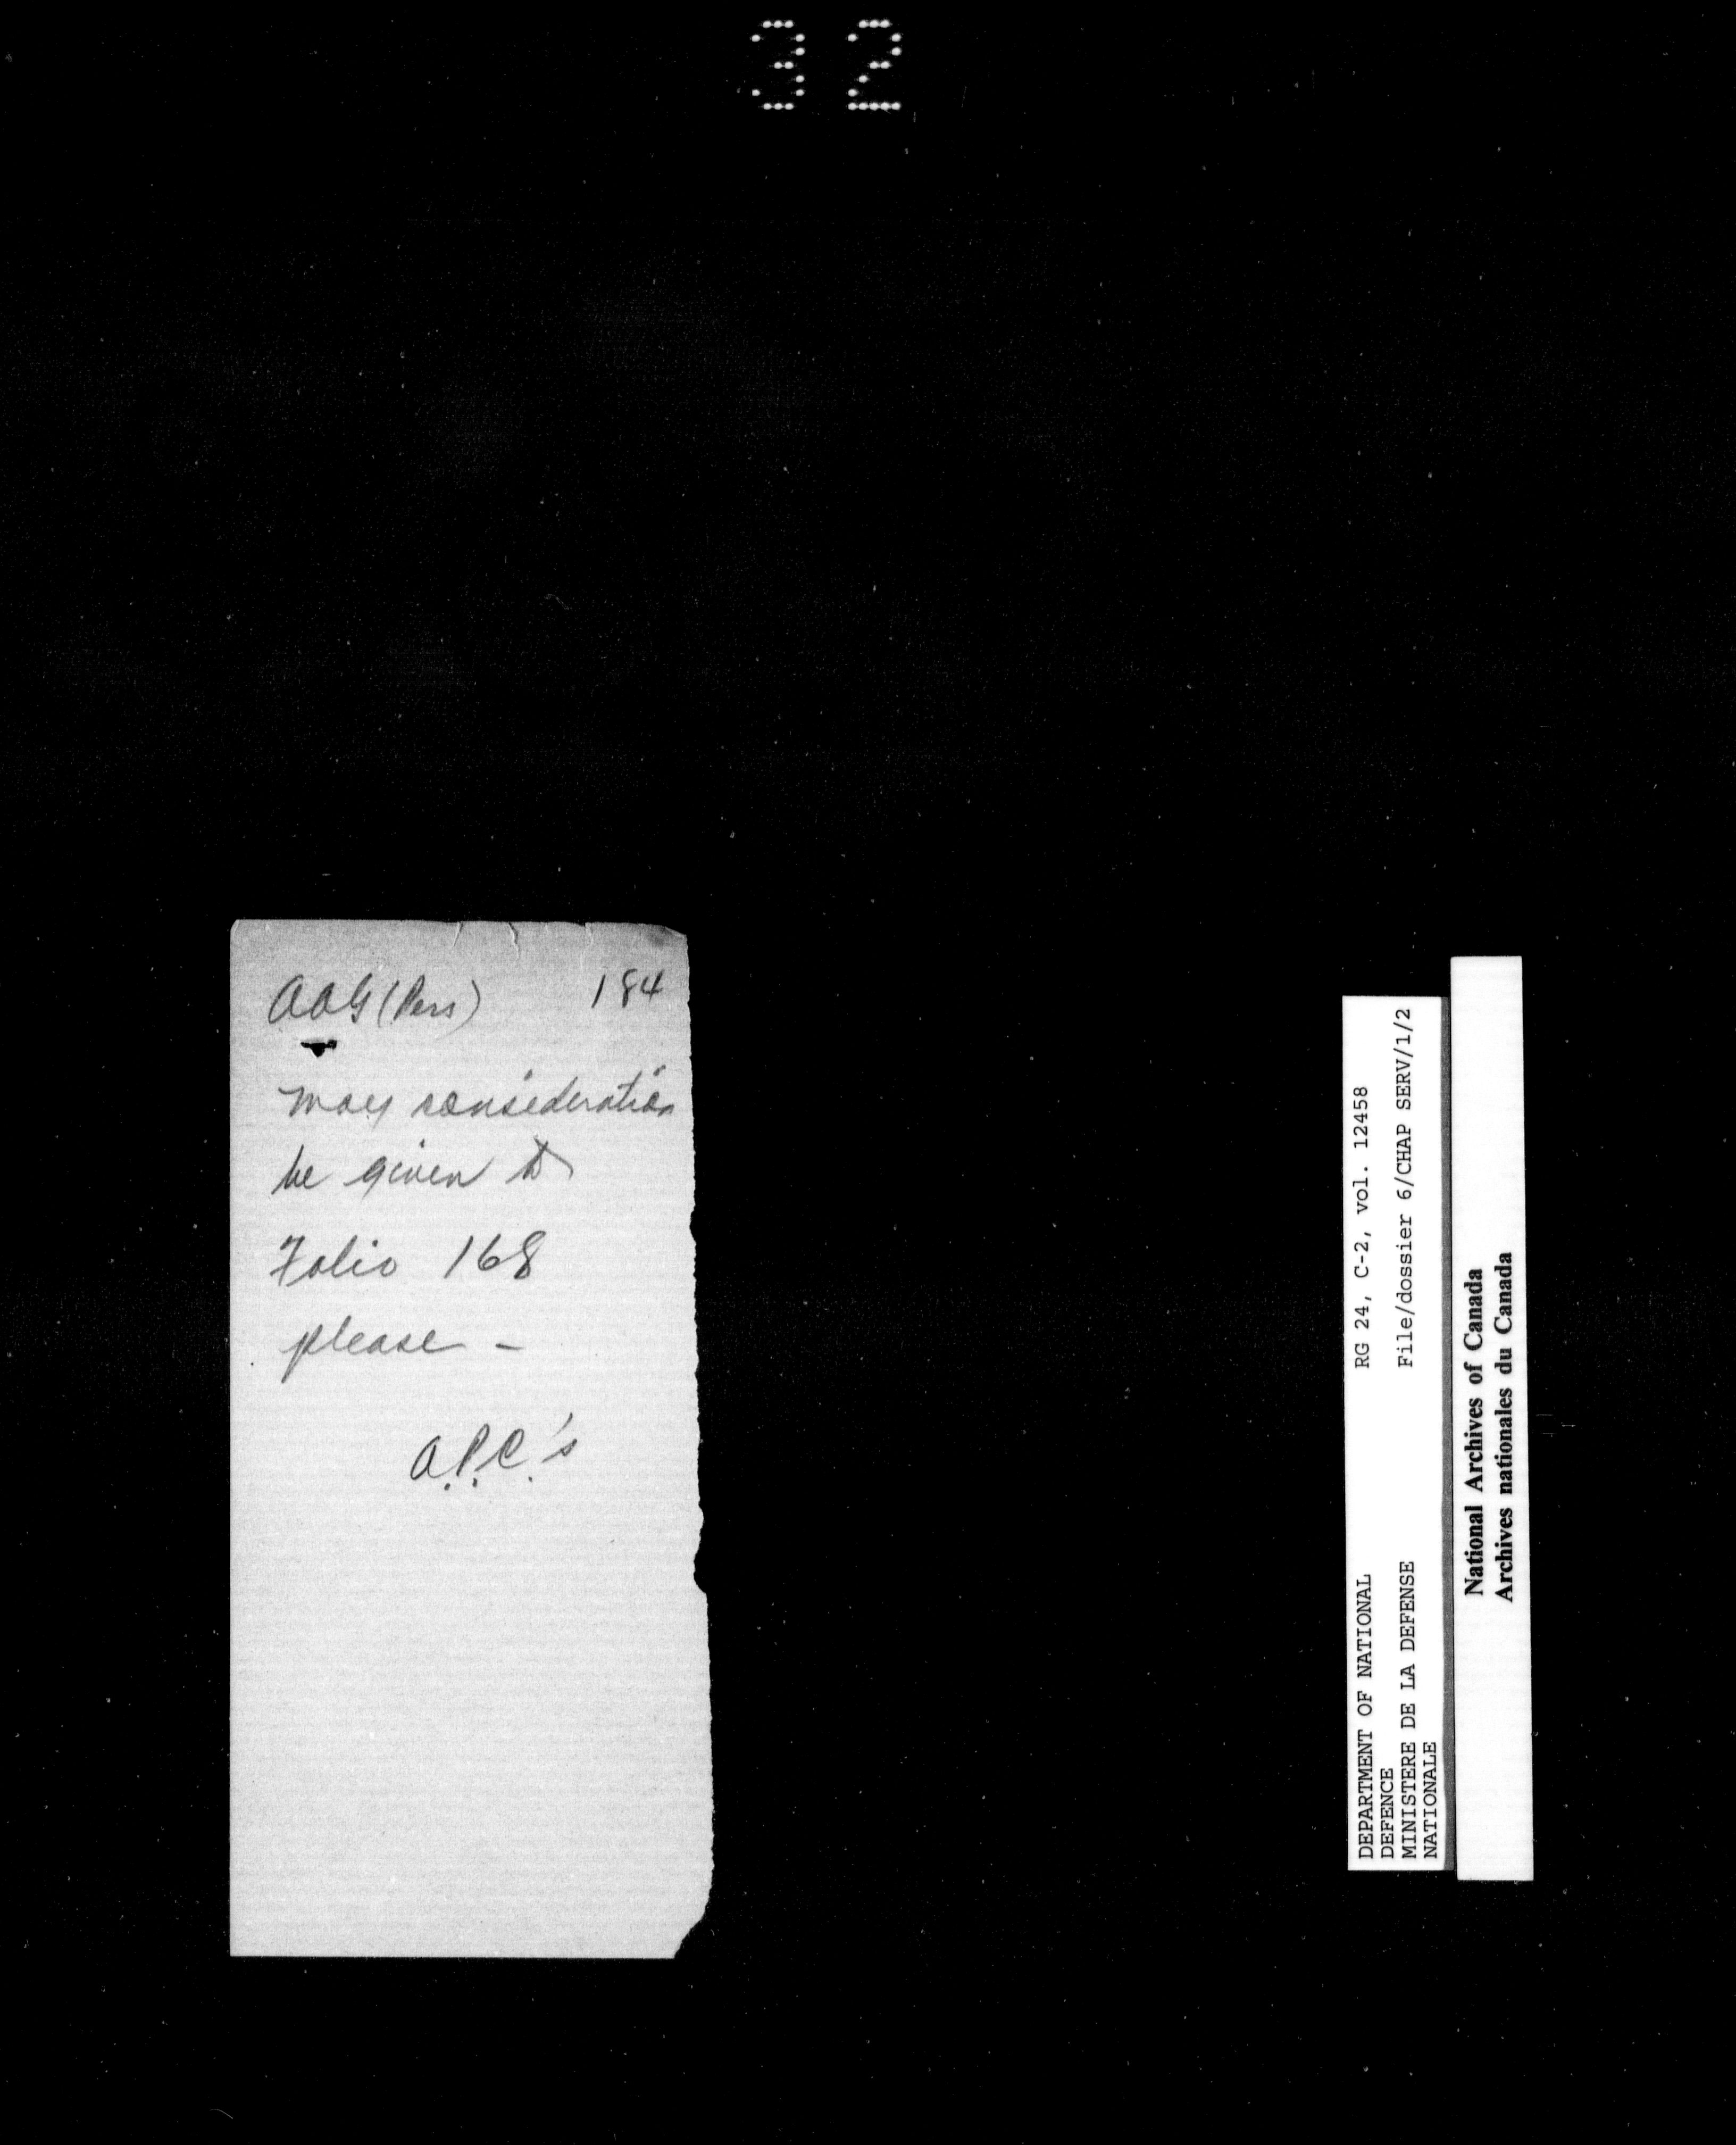 32
AAG (Pers) 184
may consideration
be given to
Folio 168
please -
A.P.C.'s
DEPARTMENT OF NATIONAL RG 24, C-2, vol. 12458
DEFENCE
MINISTERE DE LA DEFENSE File/dossier 6/CHAP SERV/1/2
NATIONALE
National Archives of Canada
Archives nationales du Canada